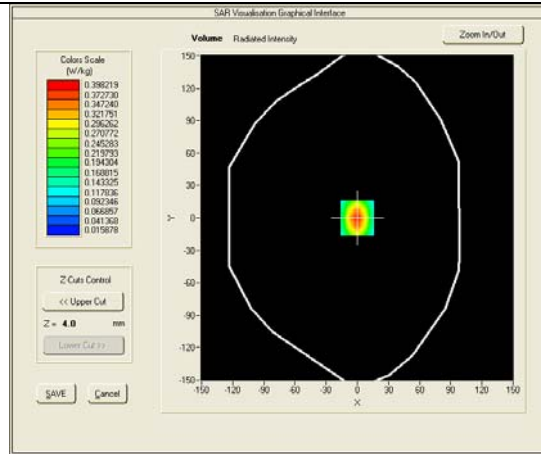 SAR Visualisation Graphical Interface
Volume Radiated Intensity
Zoom In/Out
Colors Scale
(W/kg)
0.398219
0.372730
0.347240
0.321751
0.296262
0.270772
0.245283
0.219793
0.194304
0.168815
0.143325
0.117836
0.092346
0.066857
0.041368
0.015878
Z Cuts Control
<< Upper Cut
Z = 4.0 mm
Lower Cut >>
SAVE Cancel
150-
120-
90-
60-
30-
Y 0-
-30-
-60-
-90-
-120-
-150-
-150 -120 -90 -60 -30 0 30 60 90 120 150
X